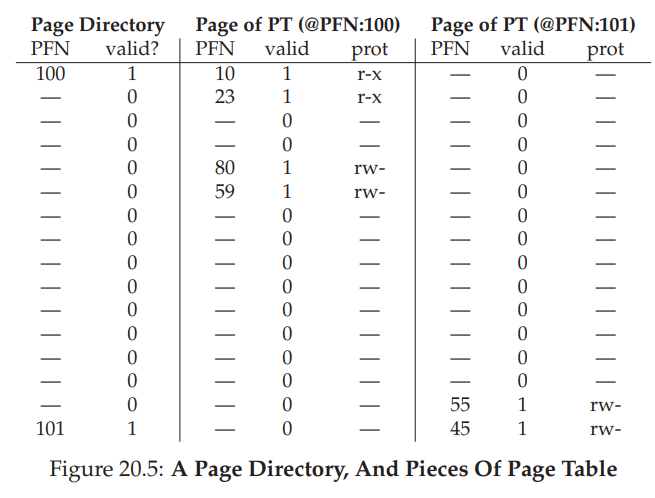 Page Directory Page of PT (@PFN:100) Page of PT (@PFN:101)
PFN valid? PFN valid prot PFN valid prot
100 1 10 1 r-x — 0 —
— 0 23 1 r-x — 0 —
— 0 — 0 — — 0 —
— 0 — 0 — — 0 —
— 0 80 1 rw- — 0 —
— 0 59 1 rw- — 0 —
— 0 — 0 — — 0 —
— 0 — 0 — — 0 —
— 0 — 0 — — 0 —
— 0 — 0 — — 0 —
— 0 — 0 — — 0 —
— 0 — 0 — — 0 —
— 0 — 0 — — 0 —
— 0 — 0 — — 0 —
— 0 — 0 — 55 1 rw-
101 1 — 0 — 45 1 rw-
Figure 20.5: A Page Directory, And Pieces Of Page Table